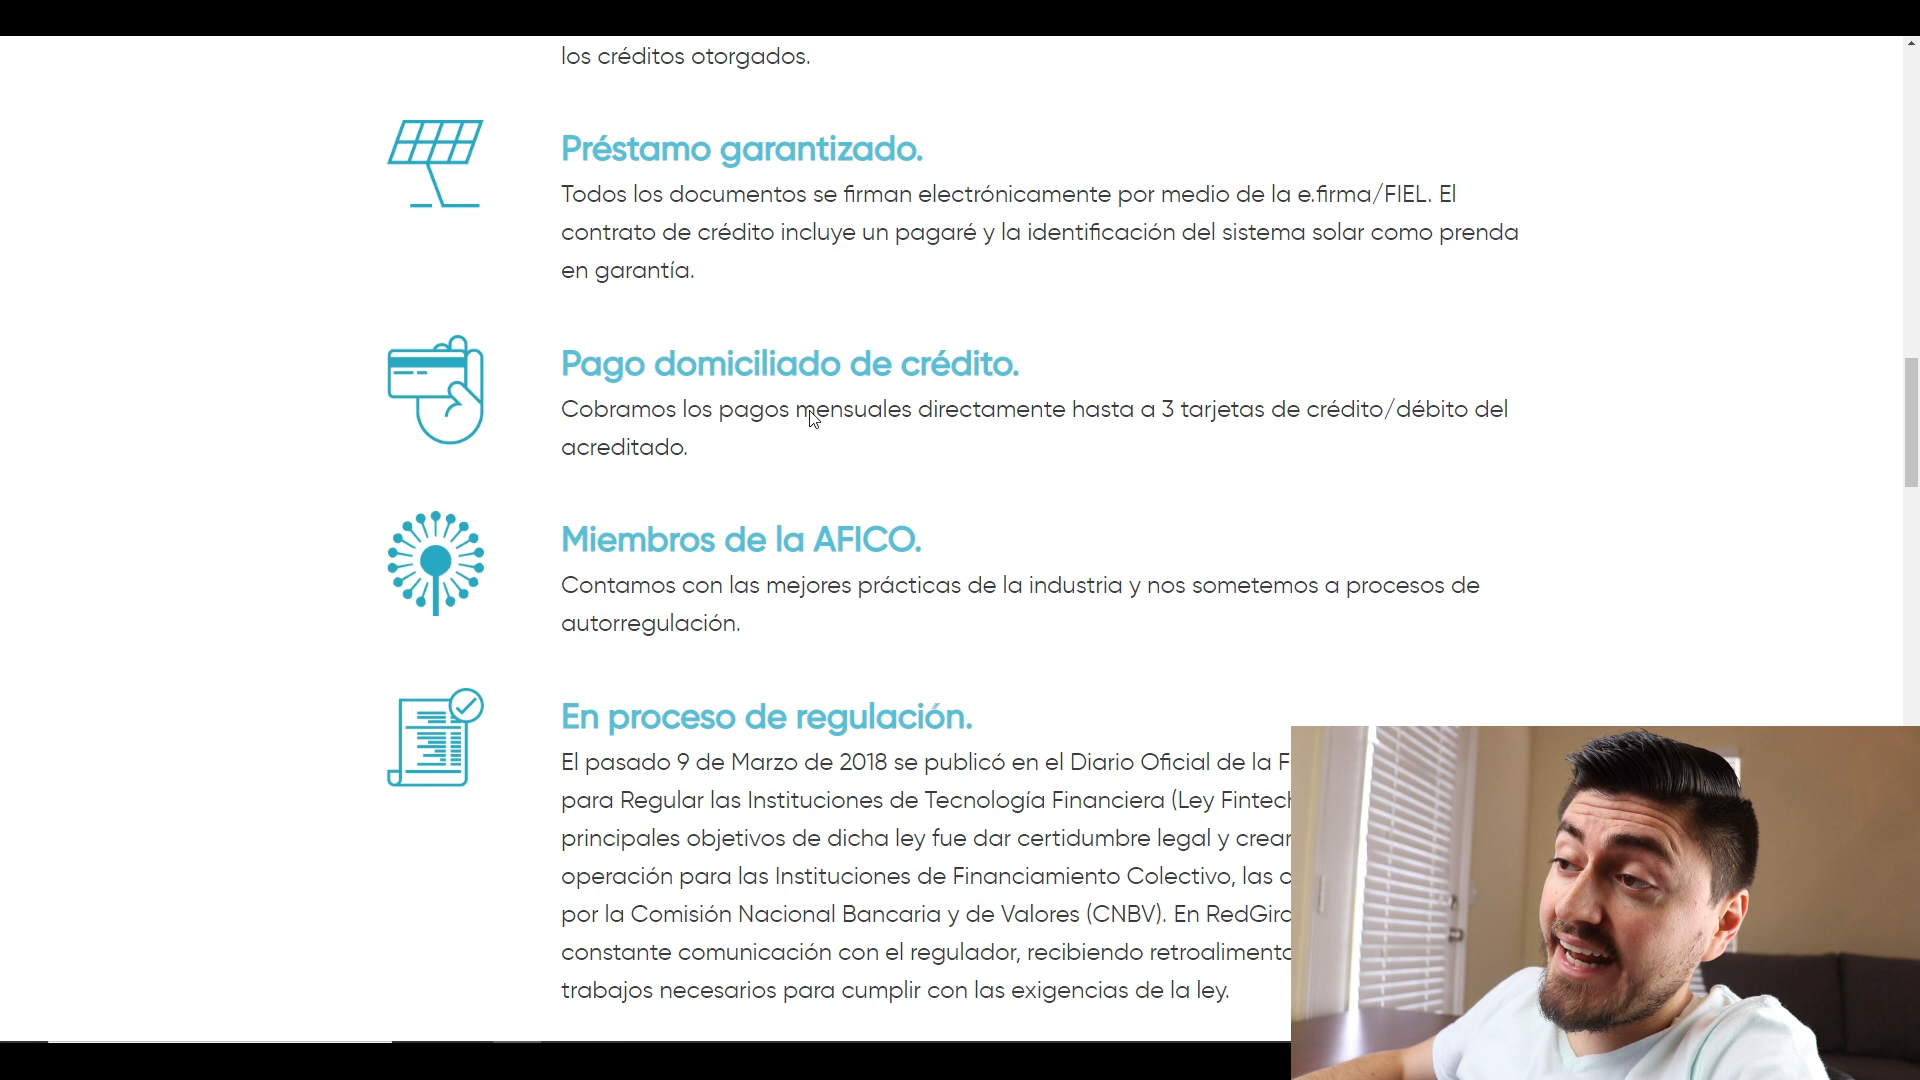 los créditos otorgados.
Préstamo garantizado.
Todos los documentos se firman electrónicamente por medio de la e.firma/FIEL. El
contrato de crédito incluye un pagaré y la identificación del sistema solar como prenda
en garantía.
Pago domiciliado de crédito.
Cobramos los pagos mensuales directamente hasta a 3 tarjetas de crédito/débito del
acreditado.
Miembros de la AFICO.
Contamos con las mejores prácticas de la industria y nos sometemos a procesos de
autorregulación.
En proceso de regulación.
El pasado 9 de Marzo de 2018 se publicó en el Diario Oficial de la
para Regular las Instituciones de Tecnología Financiera (Ley Fintech
principales objetivos de dicha ley fue dar certidumbre legal y crear
operación para las Instituciones de Financiamiento Colectivo, las
por la Comisión Nacional Bancaria y de Valores (CNBV). En
constante comunicación con el regulador, recibiendo
trabajos necesarios para cumplir con las exigencias de la ley.